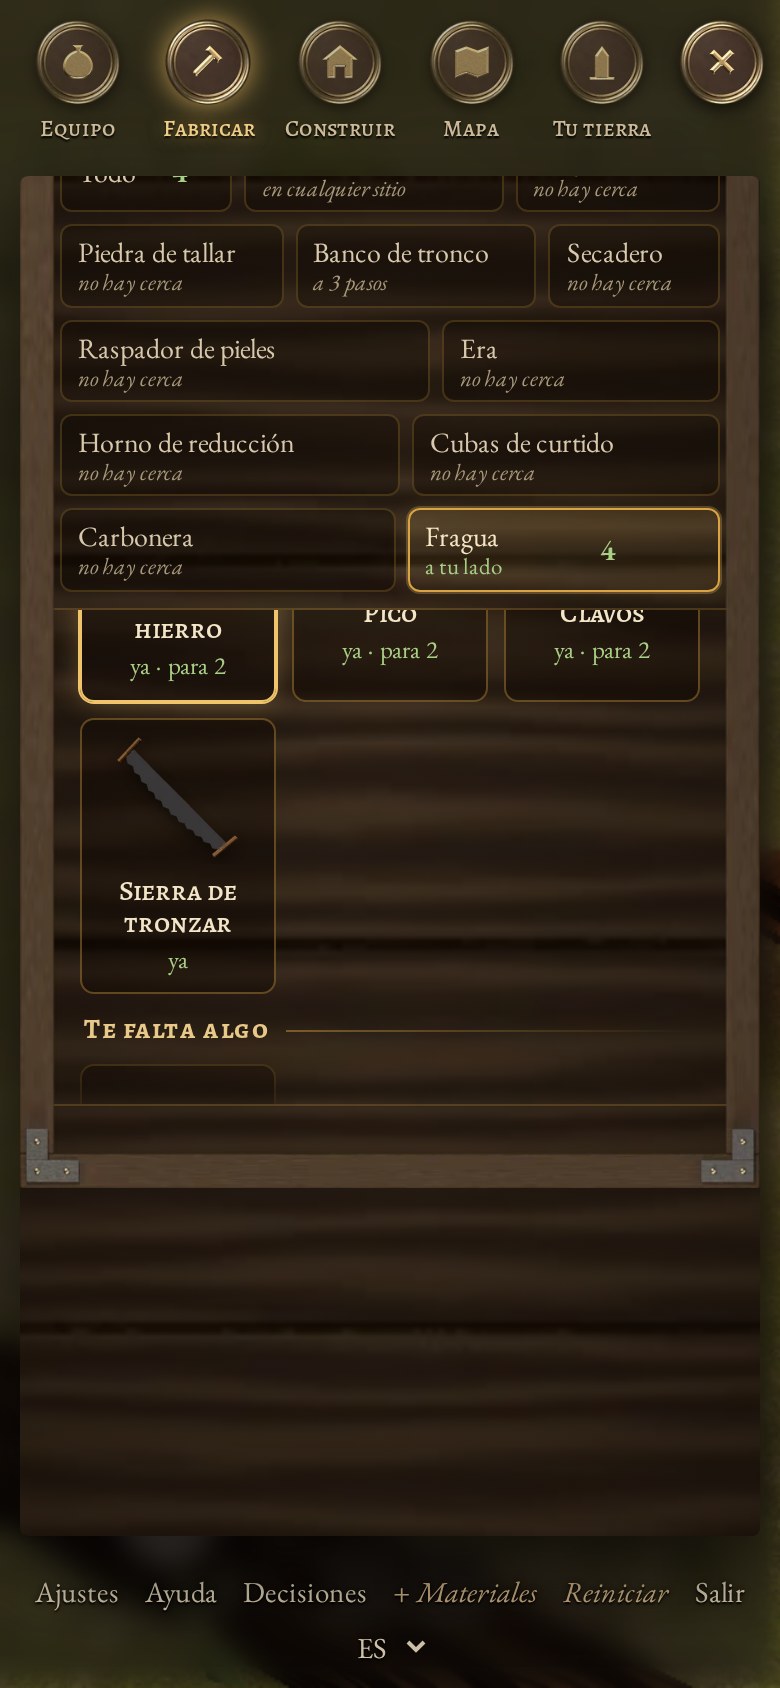 Equipo
Fabricar
Construir
Mapa
Tu tierra
Todo 4
en cualquier sitio
no hay cerca
Piedra de tallar
no hay cerca
Banco de tronco
a 3 pasos
Secadero
no hay cerca
Raspador de pieles
no hay cerca
Era
no hay cerca
Horno de reducción
no hay cerca
Cubas de curtido
no hay cerca
Carbonera
no hay cerca
Fragua 4
a tu lado
hierro
ya · para 2
Pico
ya · para 2
Clavos
ya · para 2
Sierra de
tronzar
ya
Te falta algo
Ajustes Ayuda Decisiones + Materiales Reiniciar Salir
ES